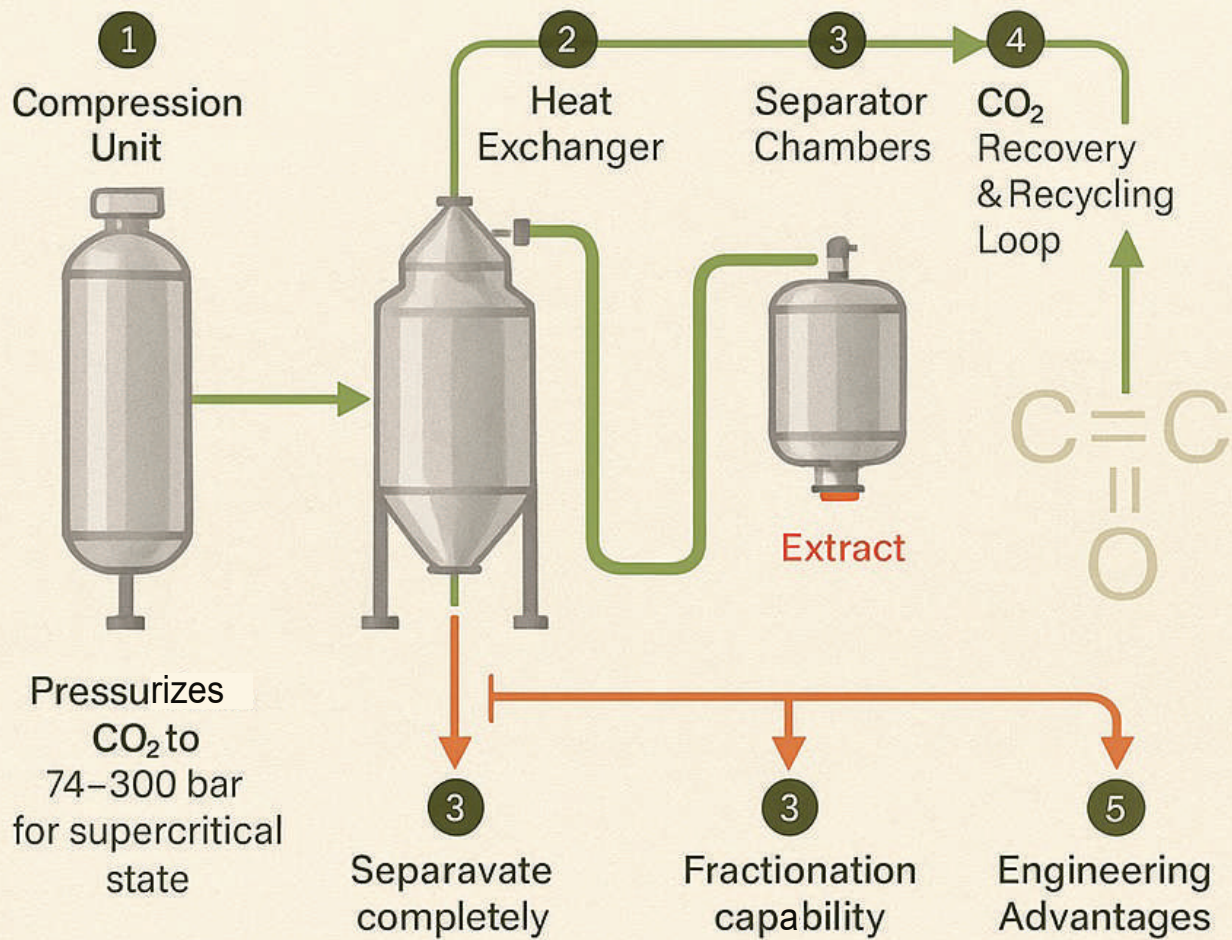 1
Compression
Unit
2
Heat
Exchanger
3
Separator
Chambers
4
CO₂
Recovery
& Recycling
Loop
Extract
C=C
=
O
Pressurizes
CO₂ to
74–300 bar
for supercritical
state
3
Separavate
completely
3
Fractionation
capability
5
Engineering
Advantages